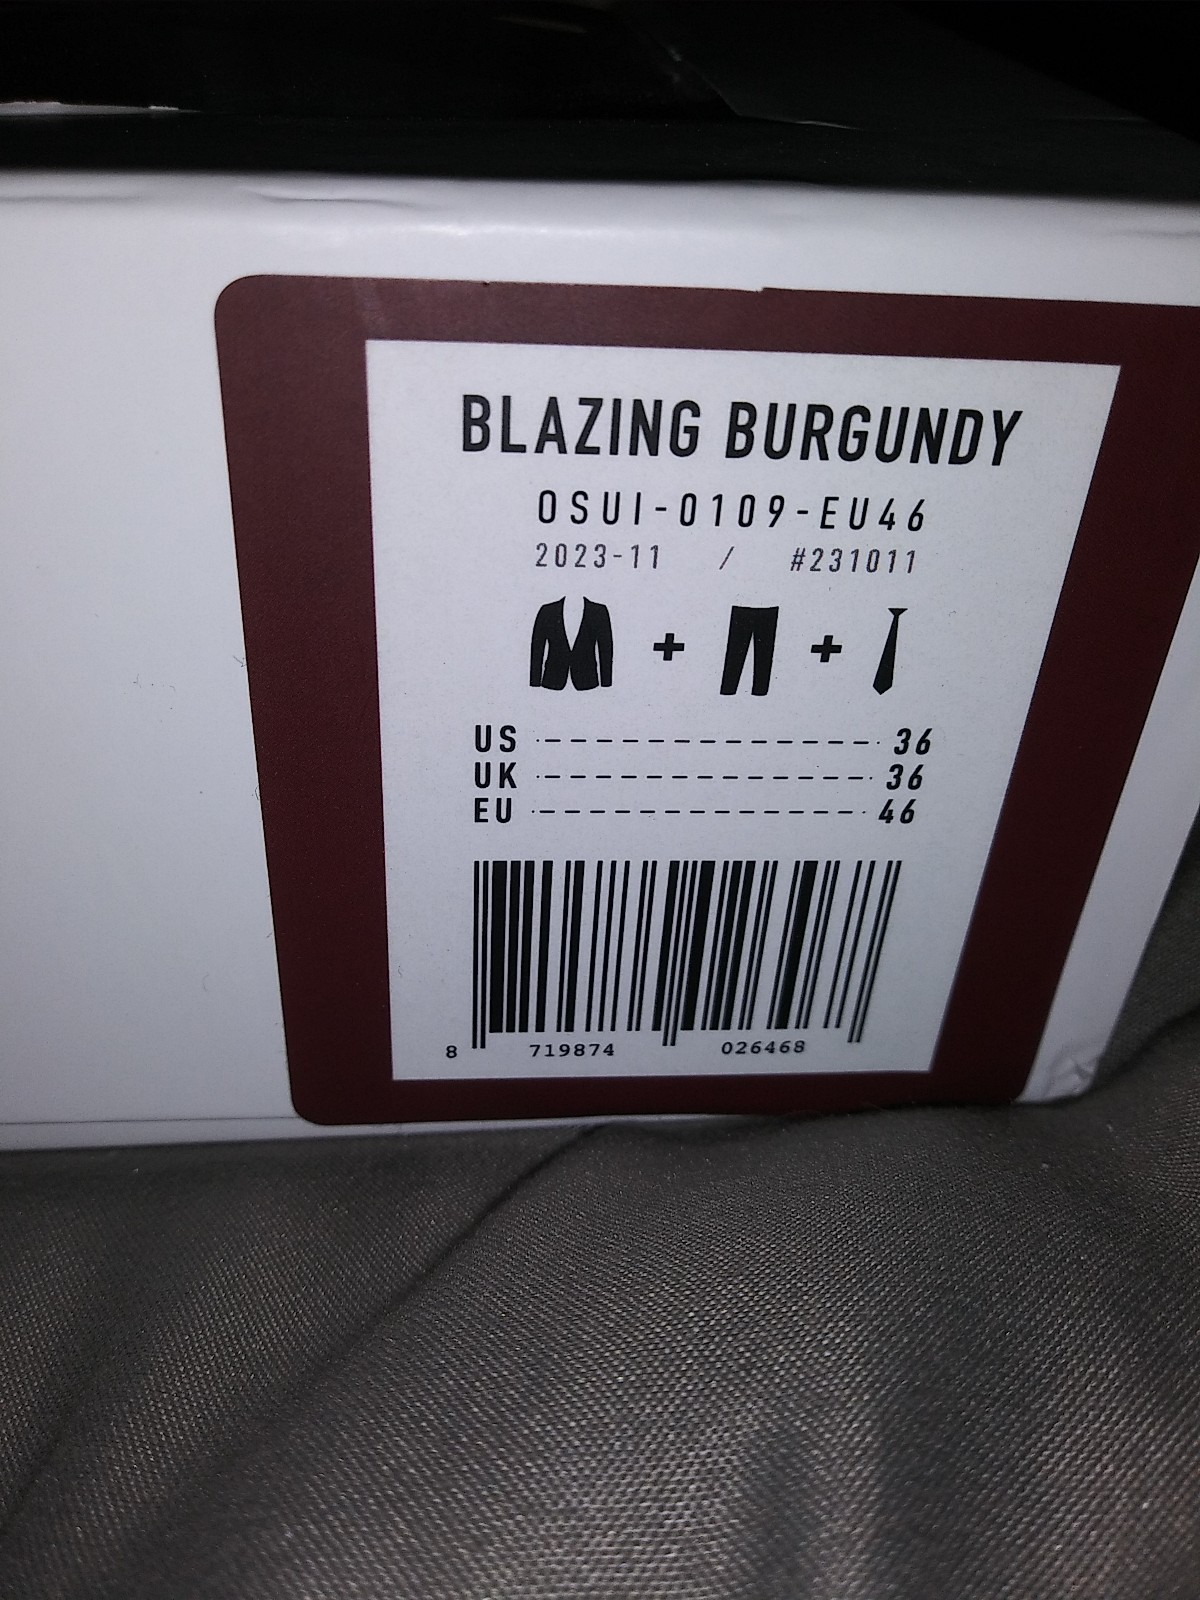 BLAZING BURGUNDY
OSUI-0109-EU46
2023-11 / #231011
+ +
US ------------- 36
UK ------------- 36
EU ------------- 46
8 719874 026468